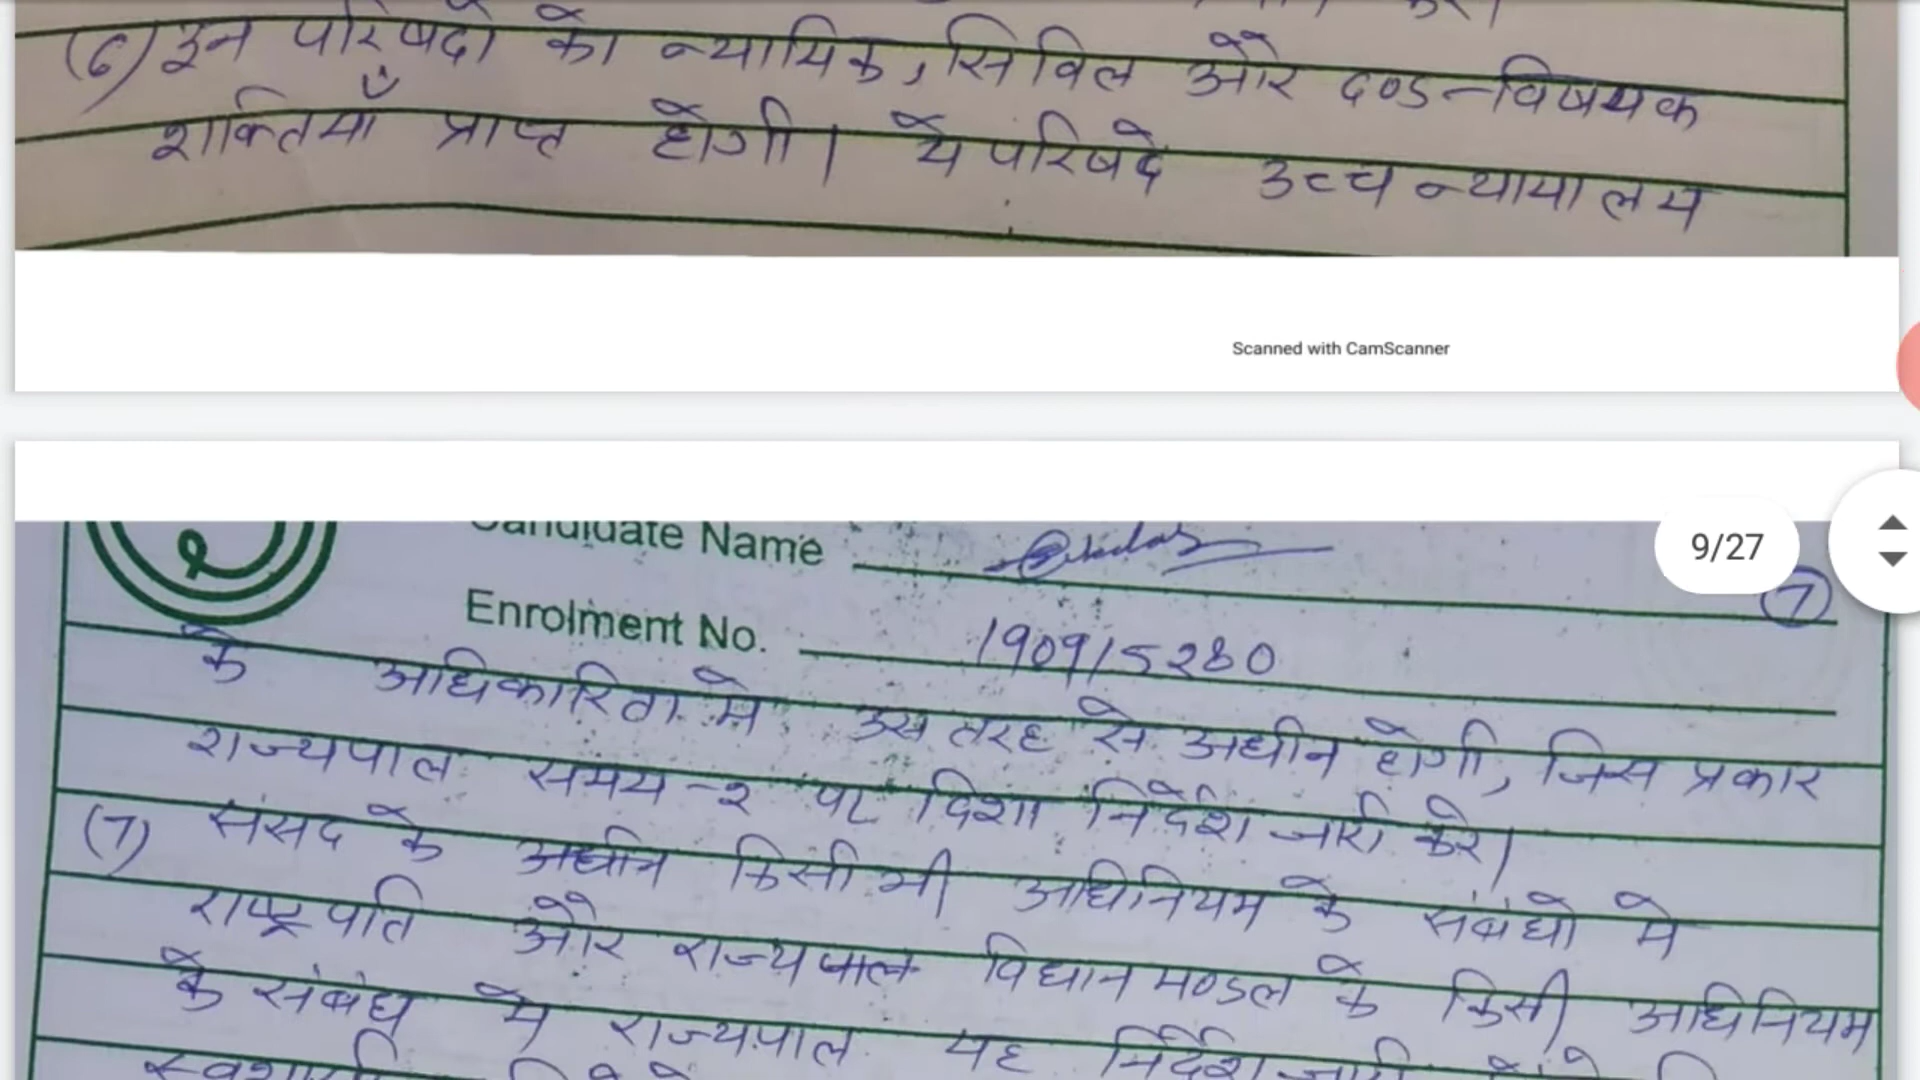 (6) इन परिषदो को न्यायिक, सिविल और दण्ड-विषयक
शक्तियाँ प्राप्त होगी। ये परिषदे उच्च न्यायालय
Scanned with CamScanner
9/27
Candidate Name
7
Enrolment No. 1909/5280
के अधिकारिता मे उस तरह से अधीन होगी, जिस प्रकार
राज्यपाल समय-२ पर दिशा निर्देश जारी करे।
(7) संसद के अधीन किसी भी अधिनियम के संबंधो मे
राष्ट्रपति और राज्यपाल विधान मण्डल के किसी अधिनियम
के संबंध मे राज्यपाल यह निर्देश जारी